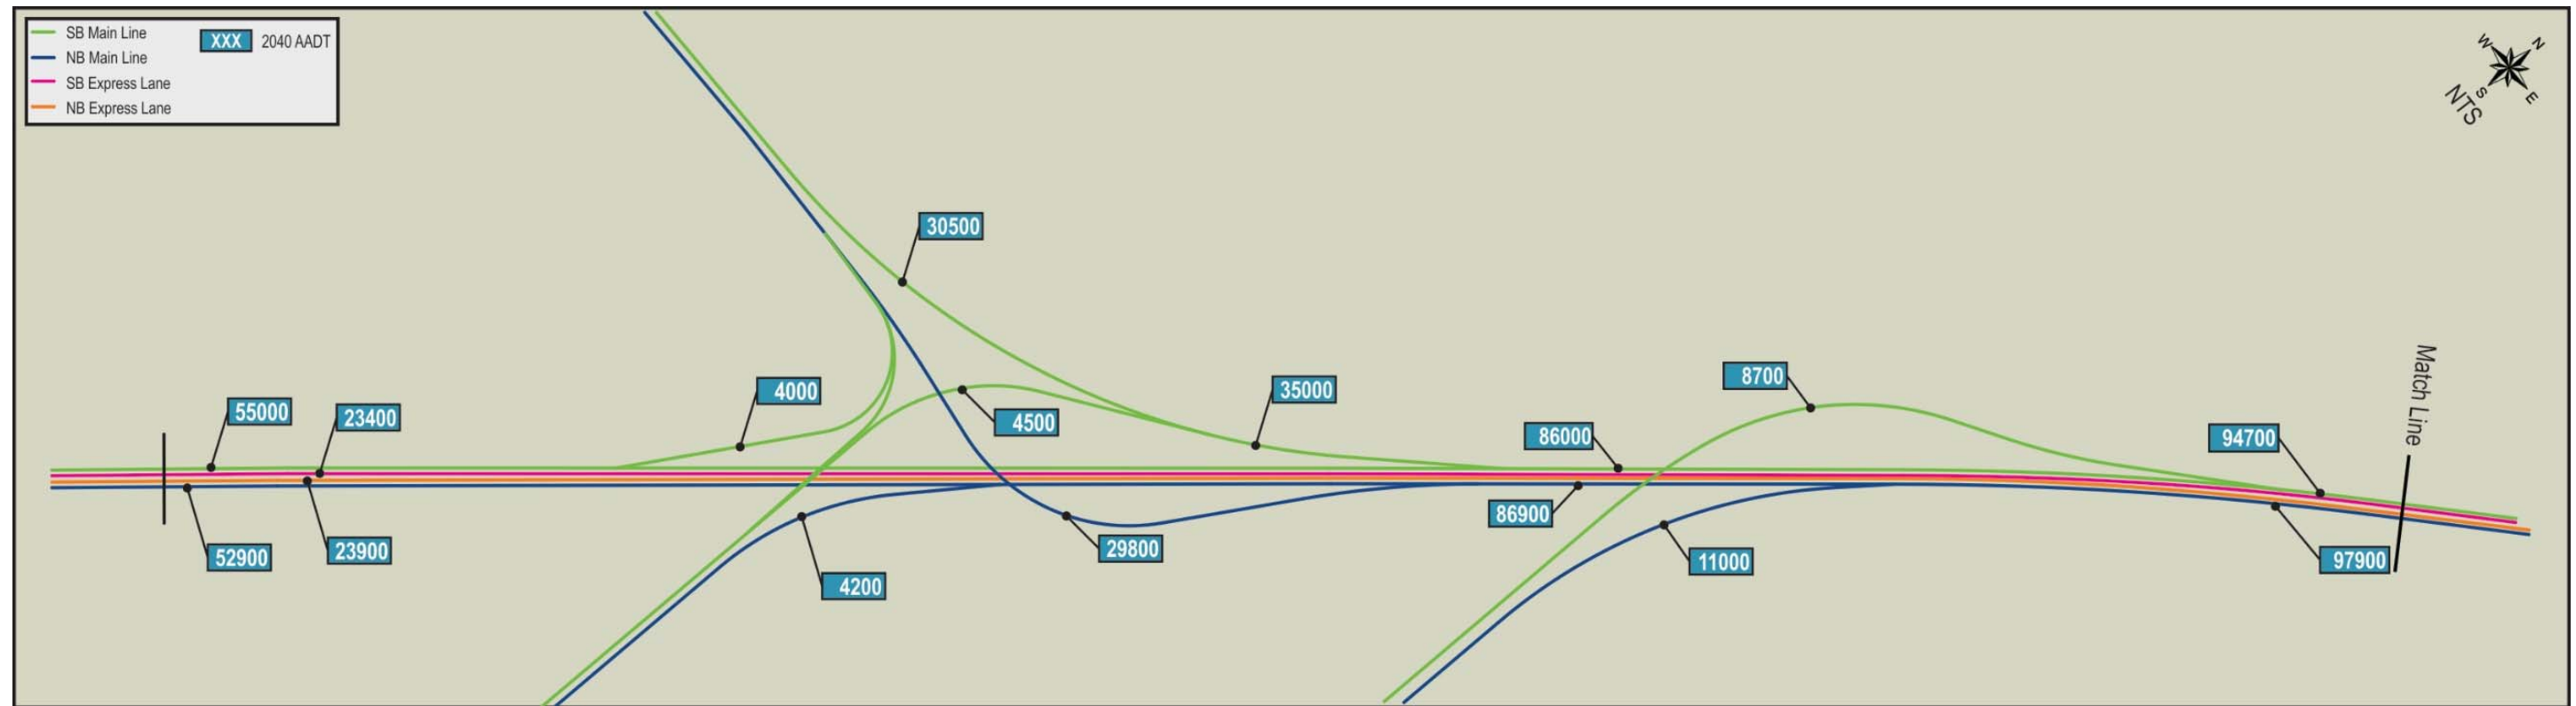 SB Main Line
XXX 2040 AADT
NB Main Line
SB Express Lane
NB Express Lane
W
N
S
E
NTS
30500
Match Line
8700
4000
35000
55000
23400
4500
86000
94700
86900
52900
23900
29800
11000
97900
4200